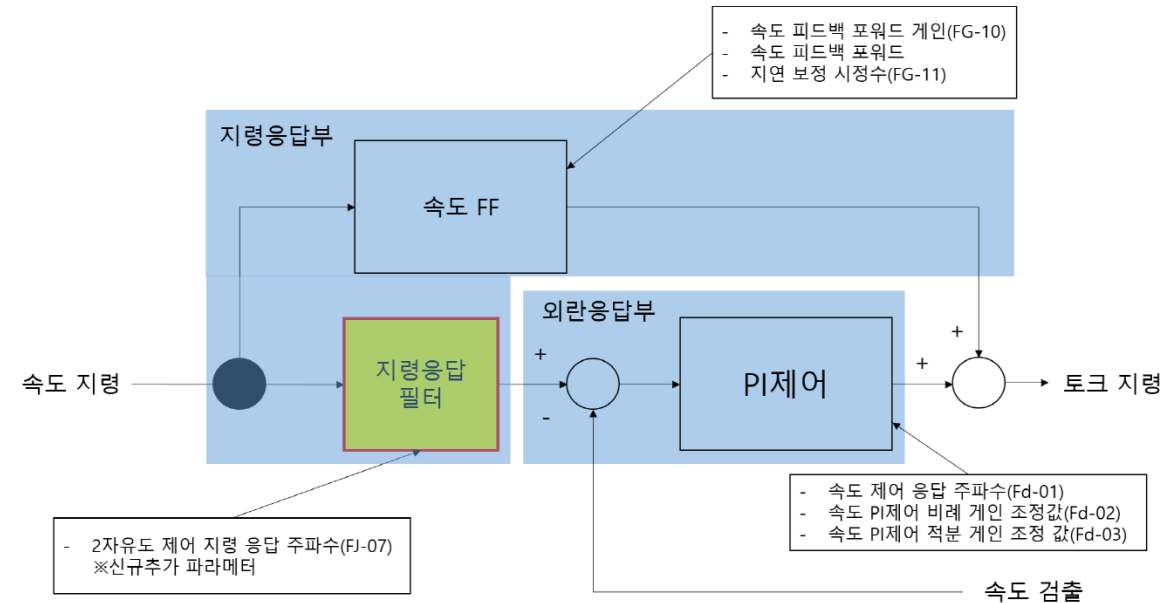 - 속도 피드백 포워드 게인(FG-10)
- 속도 피드백 포워드
- 지연 보정 시정수(FG-11)
지령응답부
속도 FF
외란응답부
속도 지령
지령응답
필터
+
-
PI제어
+
+
토크 지령
- 2자유도 제어 지령 응답 주파수(FJ-07)
※신규추가 파라메터
- 속도 제어 응답 주파수(Fd-01)
- 속도 PI제어 비례 게인 조정값(Fd-02)
- 속도 PI제어 적분 게인 조정 값(Fd-03)
속도 검출